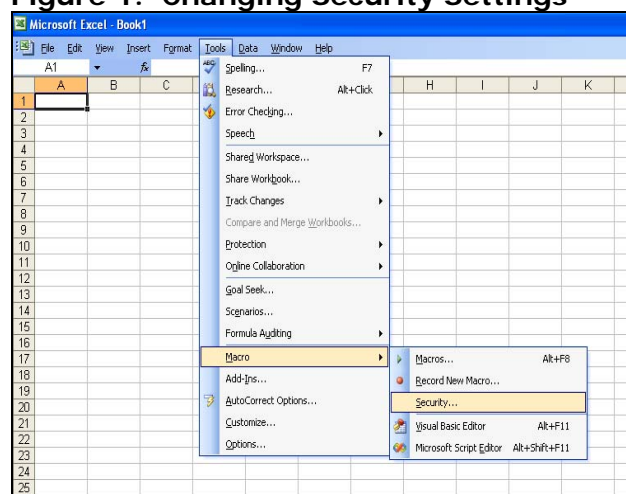 Figure 1: Changing Security Settings
Microsoft Excel - Book1
File Edit View Insert Format Tools Data Window Help
A1 fx
A B C H I J K
Spelling... F7
Research... Alt+Click
Error Checking...
Speech
Shared Workspace...
Share Workbook...
Track Changes
Compare and Merge Workbooks...
Protection
Online Collaboration
Goal Seek...
Scenarios...
Formula Auditing
Macro
Add-Ins...
AutoCorrect Options...
Customize...
Options...
Macros... Alt+F8
Record New Macro...
Security...
Visual Basic Editor Alt+F11
Microsoft Script Editor Alt+Shift+F11
1
2
3
4
5
6
7
8
9
10
11
12
13
14
15
16
17
18
19
20
21
22
23
24
25